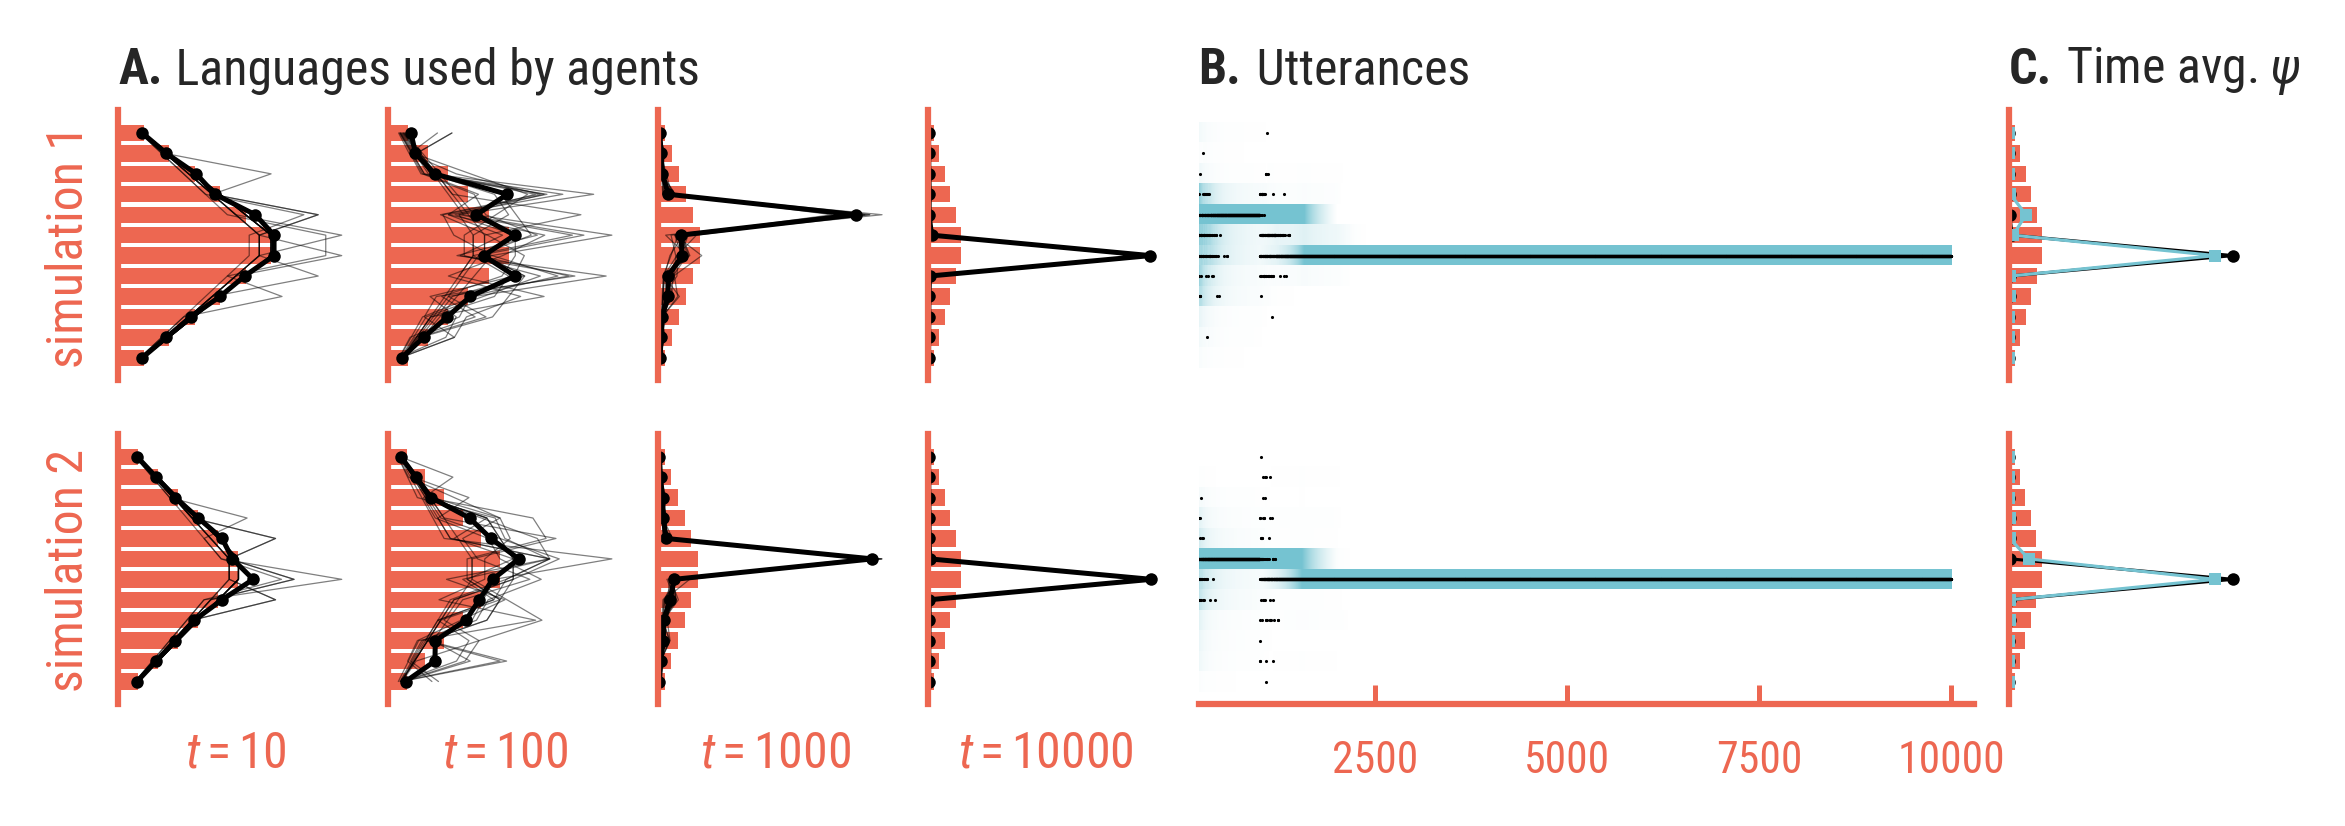 A. Languages used by agents
B. Utterances
C. Time avg. ψ
simulation 1
simulation 2
t = 10
t = 100
t = 1000
t = 10000
2500
5000
7500
10000